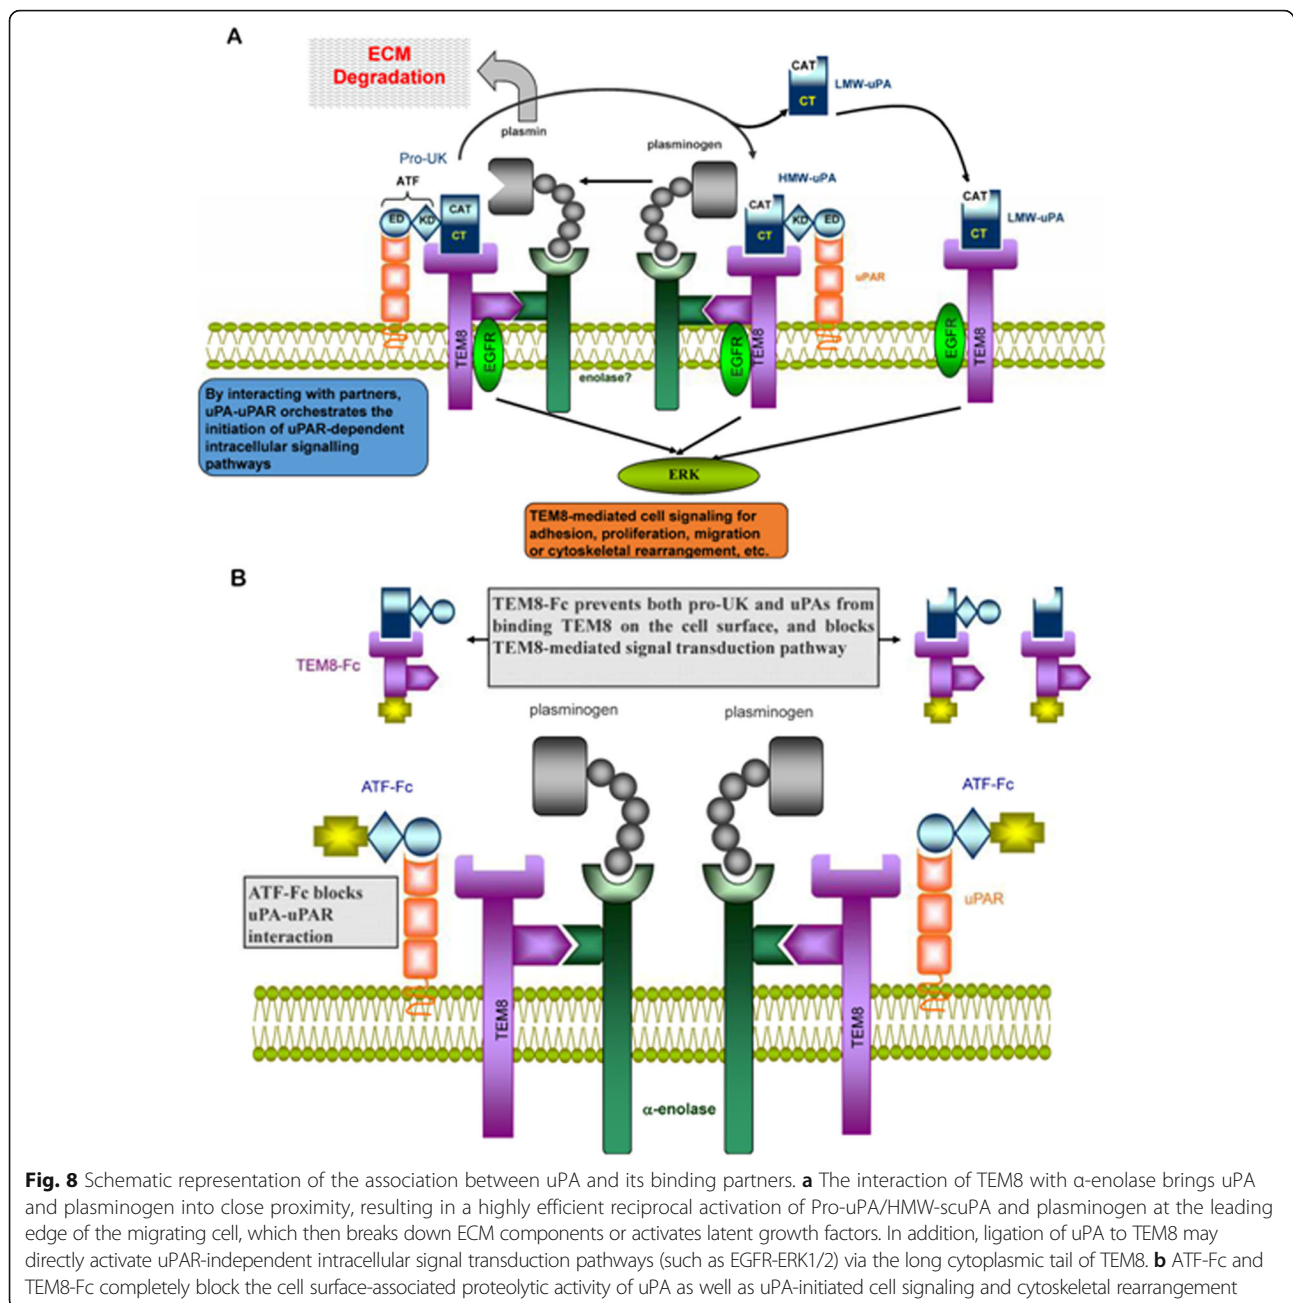 A
ECM
Degradation
CAT
CT
LMW-uPA
plasmin
plasminogen
Pro-UK
ATF
ED
KD
CAT
CT
HMW-uPA
CAT
CT
KD
ED
CAT
CT
LMW-uPA
uPAR
TEM8
EGFR
enolase?
EGFR
TEM8
EGFR
TEM8
By interacting with partners,
uPA-uPAR orchestrates the
initiation of uPAR-dependent
intracellular signalling
pathways
ERK
TEM8-mediated cell signaling for
adhesion, proliferation, migration
or cytoskeletal rearrangement, etc.
B
TEM8-Fc prevents both pro-UK and uPAs from
binding TEM8 on the cell surface, and blocks
TEM8-mediated signal transduction pathway
TEM8-Fc
plasminogen
plasminogen
ATF-Fc
ATF-Fc
ATF-Fc blocks
uPA-uPAR
interaction
uPAR
TEM8
TEM8
α-enolase
Fig. 8 Schematic representation of the association between uPA and its binding partners. a The interaction of TEM8 with α-enolase brings uPA
and plasminogen into close proximity, resulting in a highly efficient reciprocal activation of Pro-uPA/HMW-scuPA and plasminogen at the leading
edge of the migrating cell, which then breaks down ECM components or activates latent growth factors. In addition, ligation of uPA to TEM8 may
directly activate uPAR-independent intracellular signal transduction pathways (such as EGFR-ERK1/2) via the long cytoplasmic tail of TEM8. b ATF-Fc and
TEM8-Fc completely block the cell surface-associated proteolytic activity of uPA as well as uPA-initiated cell signaling and cytoskeletal rearrangement